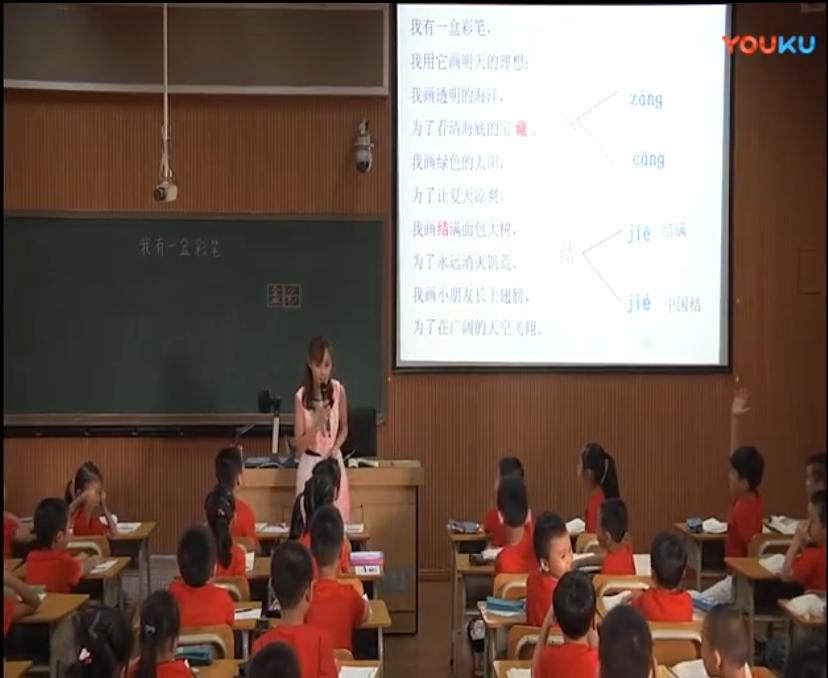 我有一盒彩笔
我有一盒彩笔，
我用它画明天的理想：
我画透明的海洋，
为了看清海底的宝藏。
我画绿色的太阳，
为了让夏天凉爽。
我画结满面包大树，
为了永远消灭饥荒。
我画小朋友长上翅膀，
为了在广阔的天空飞翔。
藏 zàng
cáng
结 jiē 结满
jié 中国结
YOUKU